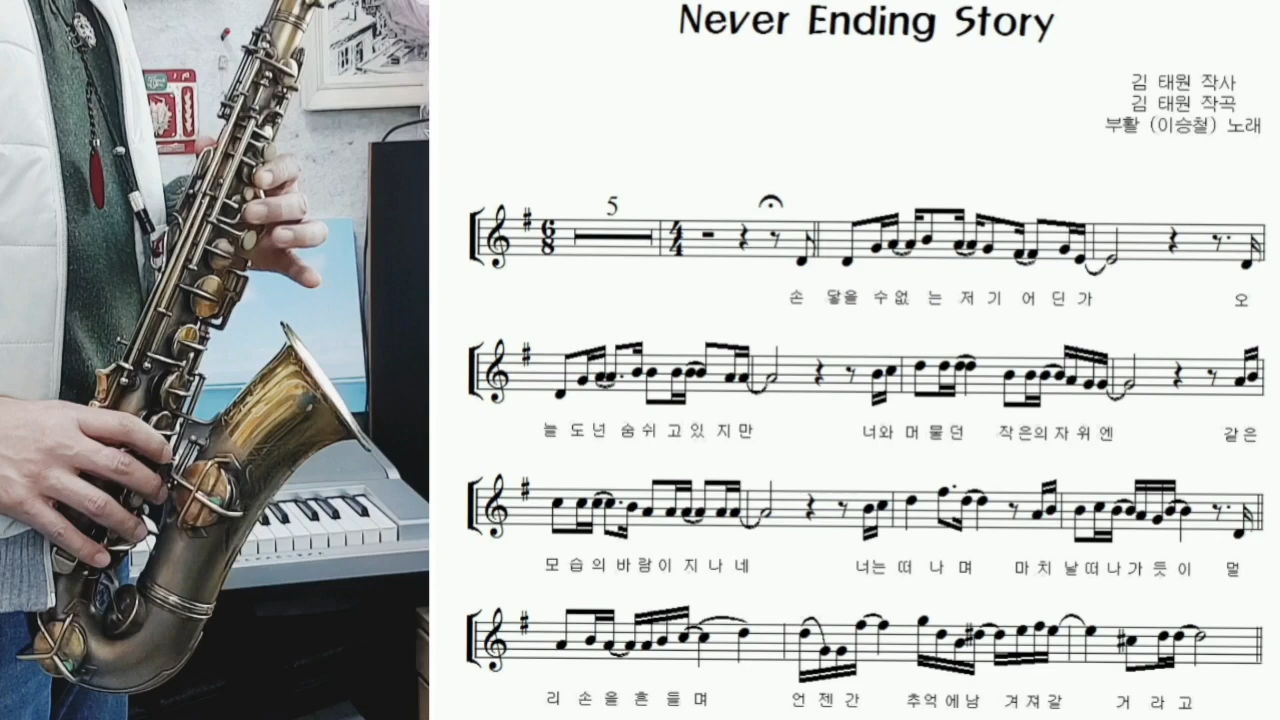 Never Ending Story
김 태원 작사
김 태원 작곡
부활 (이승철) 노래
5
6 8 4 4
손 닿을 수없 는 저 기 어 딘 가 오
늘 도 년 숨쉬 고있 지 만 너와 머 물 던 작은의 자 위 엔 같은
모 습 의 바 람 이 지 나 네 너는 떠 나 며 마 치 날 떠 나 가 듯 이 멀
리 손 을 흔 들 며 언 젠 간 추억에남 겨져갈 거 라 고